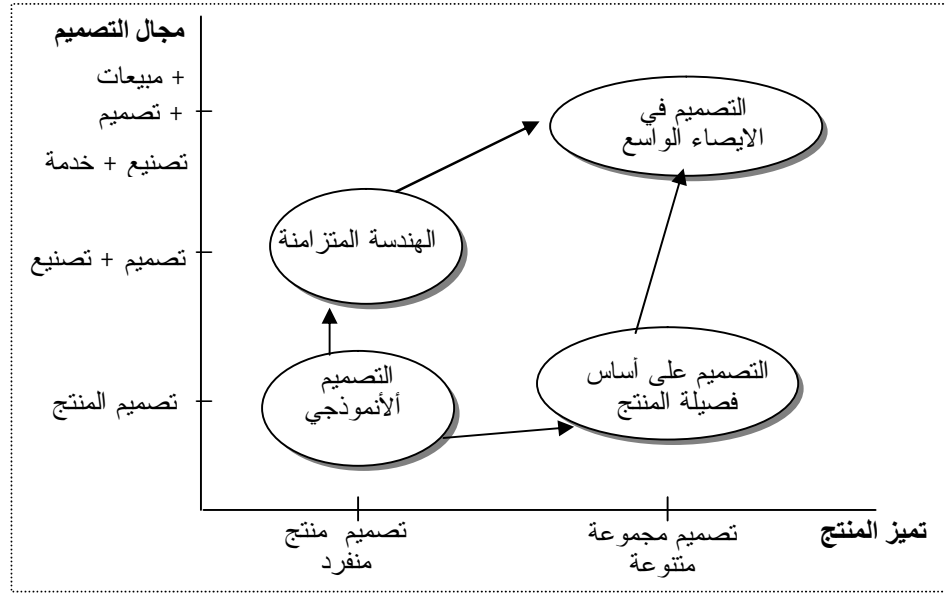 مجال التصميم
+ مبيعات
+ تصميم
تصنيع + خدمة
تصميم + تصنيع
تصميم المنتج
التصميم في
الايصاء الواسع
الهندسة المتزامنة
التصميم
ألأنموذجي
التصميم على أساس
فصيلة المنتج
تصميم منتج
منفرد
تصميم مجموعة
متنوعة
تميز المنتج